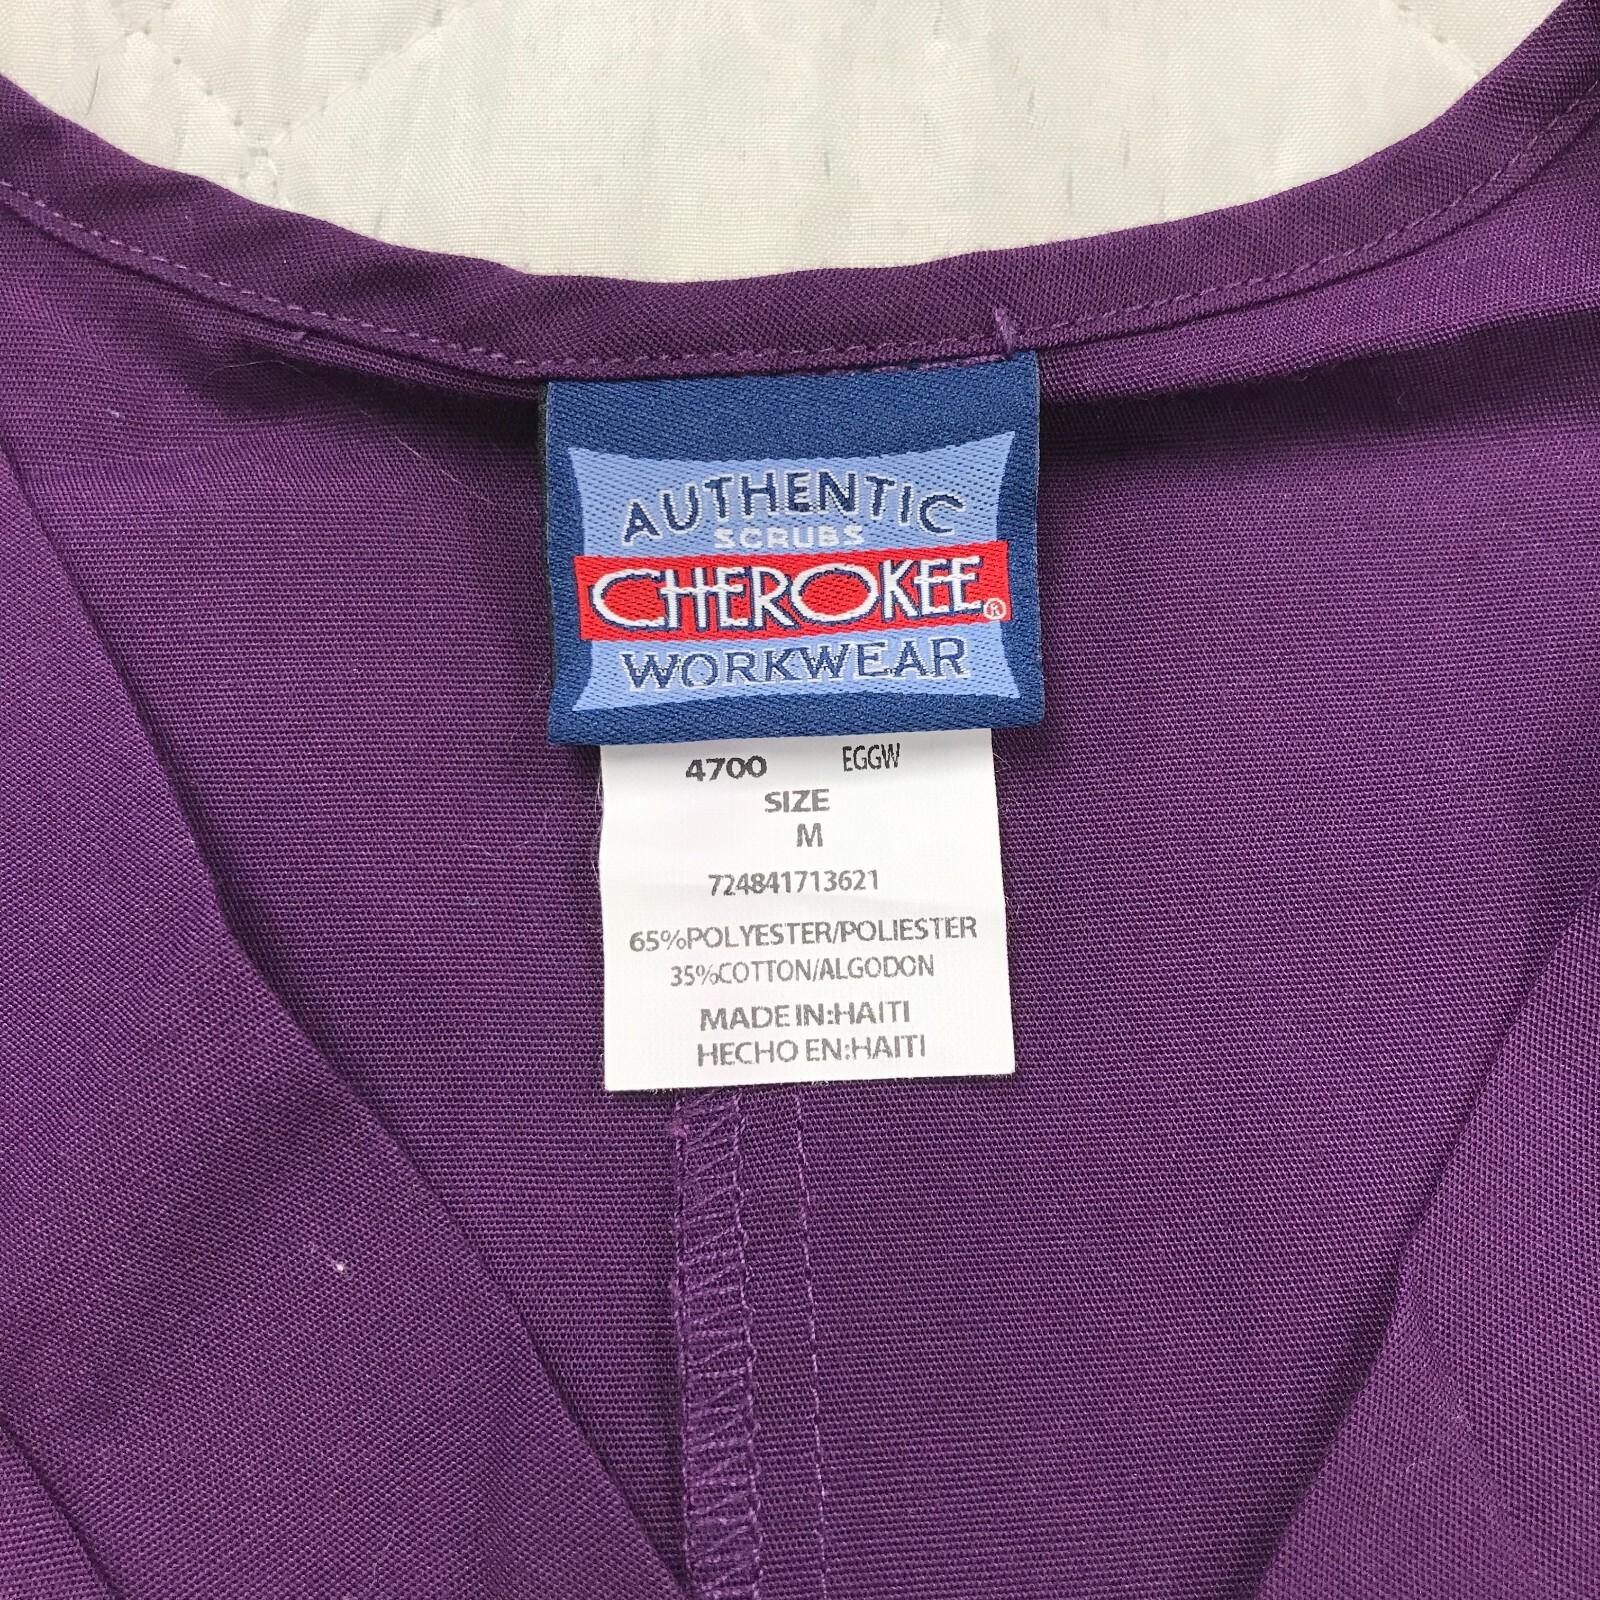 AUTHENTIC
SCRUBS
CHEROKEE®
WORKWEAR
4700 EGGW
SIZE
M
724841713621
65%POLYESTER/POLIESTER
35%COTTON/ALGODON
MADE IN:HAITI
HECHO EN:HAITI